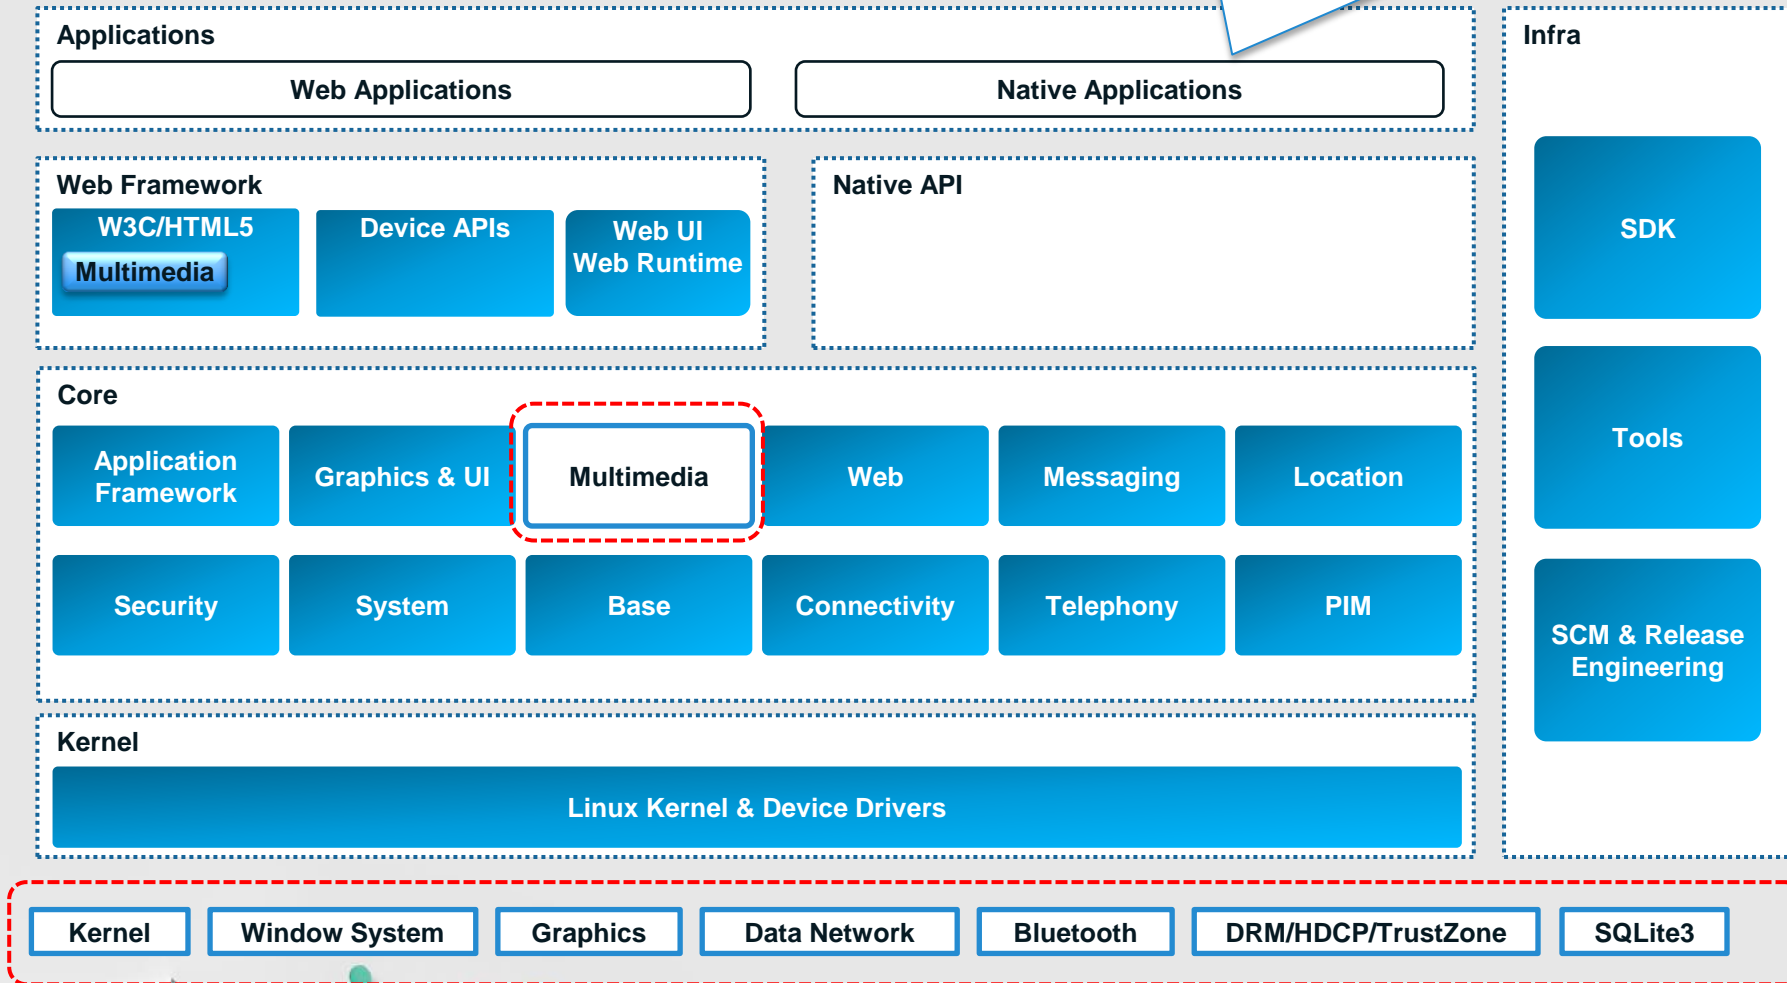 Applications
Web Applications
Native Applications
Web Framework
W3C/HTML5
Multimedia
Device APIs
Web UI
Web Runtime
Native API
Core
Application
Framework
Graphics & UI
Multimedia
Web
Messaging
Location
Security
System
Base
Connectivity
Telephony
PIM
Kernel
Linux Kernel & Device Drivers
Infra
SDK
Tools
SCM & Release
Engineering
Kernel
Window System
Graphics
Data Network
Bluetooth
DRM/HDCP/TrustZone
SQLite3